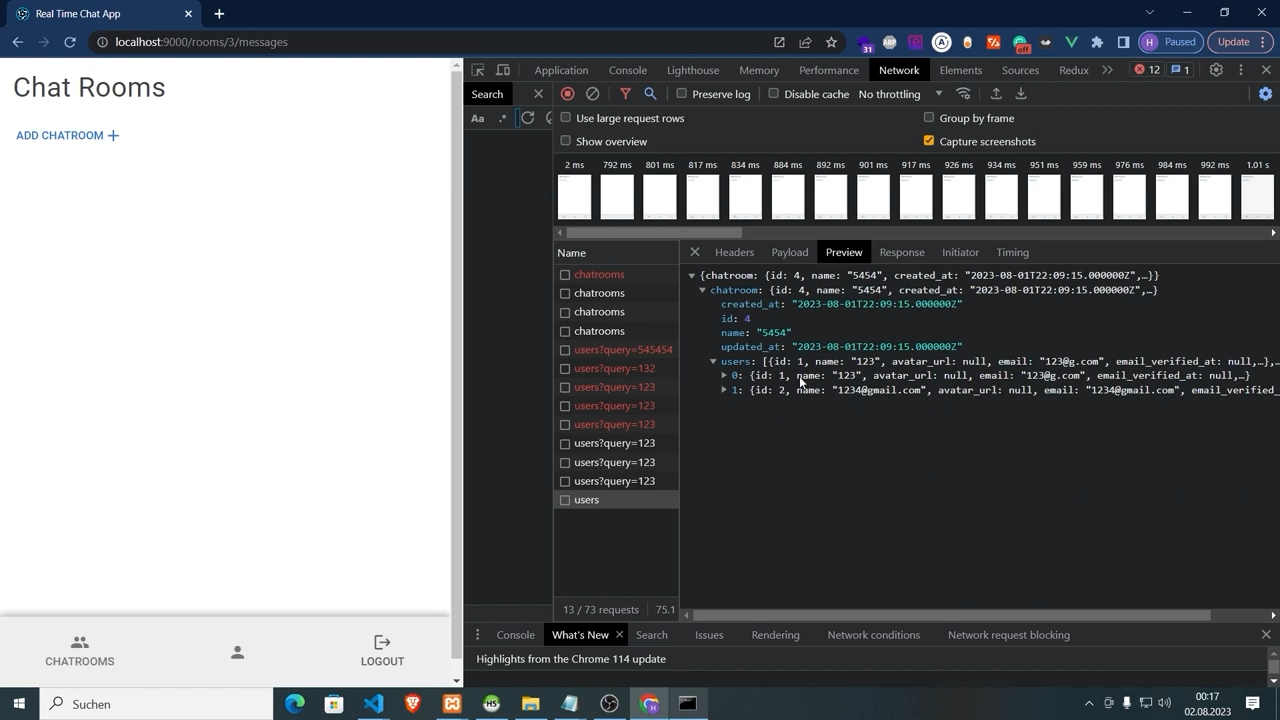 Real Time Chat App
localhost:9000/rooms/3/messages
31
ABP
off
H
Paused
Update
Chat Rooms
ADD CHATROOM
CHATROOMS
LOGOUT
Application
Console
Lighthouse
Memory
Performance
Network
Elements
Sources
Redux
12
1
Search
Preserve log
Disable cache
No throttling
Aa
.*
Use large request rows
Group by frame
Show overview
Capture screenshots
2 ms
792 ms
801 ms
817 ms
834 ms
884 ms
892 ms
901 ms
917 ms
926 ms
934 ms
951 ms
959 ms
976 ms
984 ms
992 ms
1.01 s
Name
chatrooms
chatrooms
chatrooms
chatrooms
users?query=545454
users?query=132
users?query=123
users?query=123
users?query=123
users?query=123
users?query=123
users?query=123
users
13 / 73 requests
75.1
Headers
Payload
Preview
Response
Initiator
Timing
{chatroom: {id: 4, name: "5454", created_at: "2023-08-01T22:09:15.000000Z",…}}
chatroom: {id: 4, name: "5454", created_at: "2023-08-01T22:09:15.000000Z",…}
created_at: "2023-08-01T22:09:15.000000Z"
id: 4
name: "5454"
updated_at: "2023-08-01T22:09:15.000000Z"
users: [{id: 1, name: "123", avatar_url: null, email: "123@g.com", email_verified_at: null,…},…
0: {id: 1, name: "123", avatar_url: null, email: "123@g.com", email_verified_at: null,…}
1: {id: 2, name: "1234@gmail.com", avatar_url: null, email: "1234@gmail.com", email_verified_
Console
What's New
Search
Issues
Rendering
Network conditions
Network request blocking
Highlights from the Chrome 114 update
Suchen
HS
00:17
02.08.2023